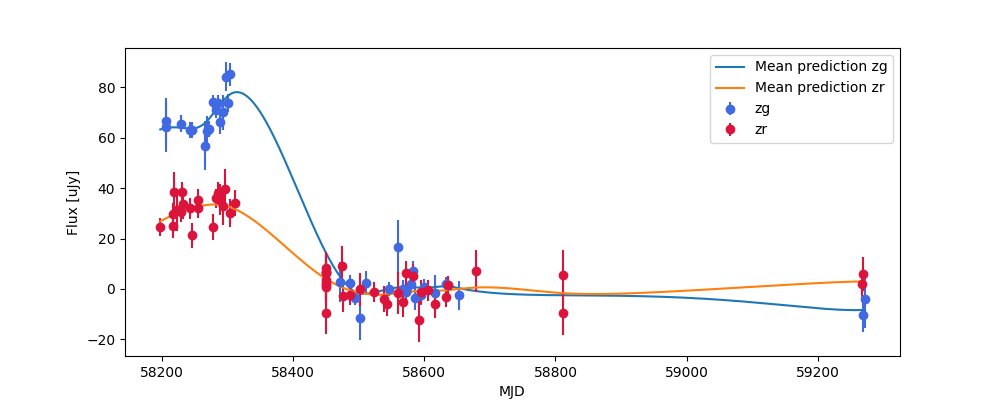 Mean prediction zg
Mean prediction zr
zg
zr
80
60
40
20
0
−20
Flux [uJy]
58200 58400 58600 58800 59000 59200
MJD